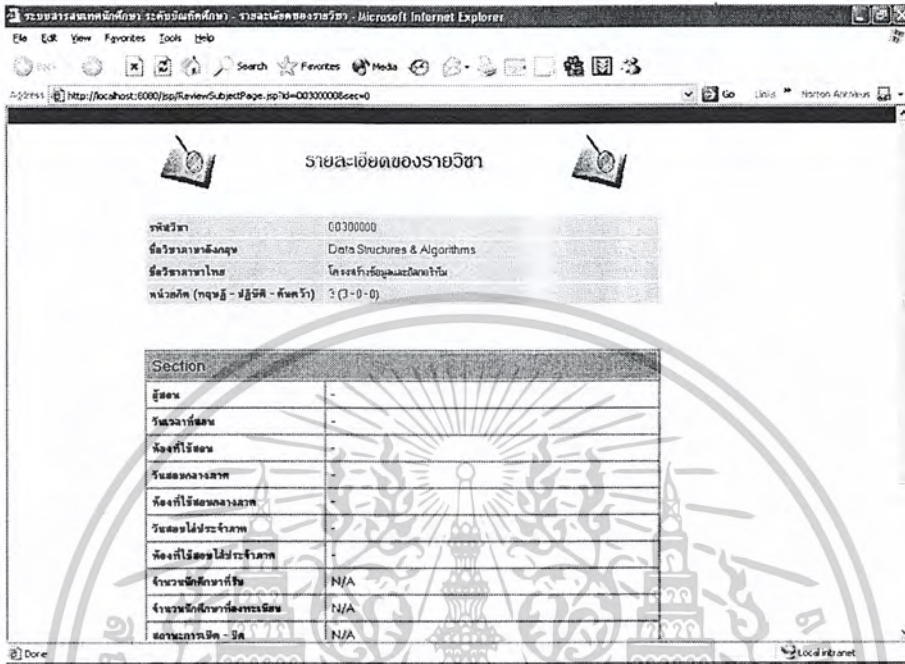 ระบบสารสนเทศนักศึกษา ระดับบัณฑิตศึกษา - รายละเอียดของรายวิชา - Microsoft Internet Explorer
File Edit View Favorites Tools Help
Back Search Favorites Media
Address http://localhost:8080/jsp/ReviewSubjectPage.jsp?id=00300000&sec=0 Go Links Norton Antivirus
รายละเอียดของรายวิชา
รหัสวิชา 00300000
ชื่อวิชาภาษาอังกฤษ Data Structures & Algorithms
ชื่อวิชาภาษาไทย โครงสร้างข้อมูลและอัลกอริทึม
หน่วยกิต (ทฤษฎี - ปฏิบัติ - ค้นคว้า) 3 (3-0-0)
Section
ผู้สอน -
วันเวลาที่สอน -
ห้องที่ใช้สอน -
วันสอบกลางภาค -
ห้องที่ใช้สอบกลางภาค -
วันสอบไล่ประจำภาค -
ห้องที่ใช้สอบไล่ประจำภาค -
จำนวนนักศึกษาที่รับ N/A
จำนวนนักศึกษาที่ลงทะเบียน N/A
สถานะการเปิด - ปิด N/A
Done Local intranet